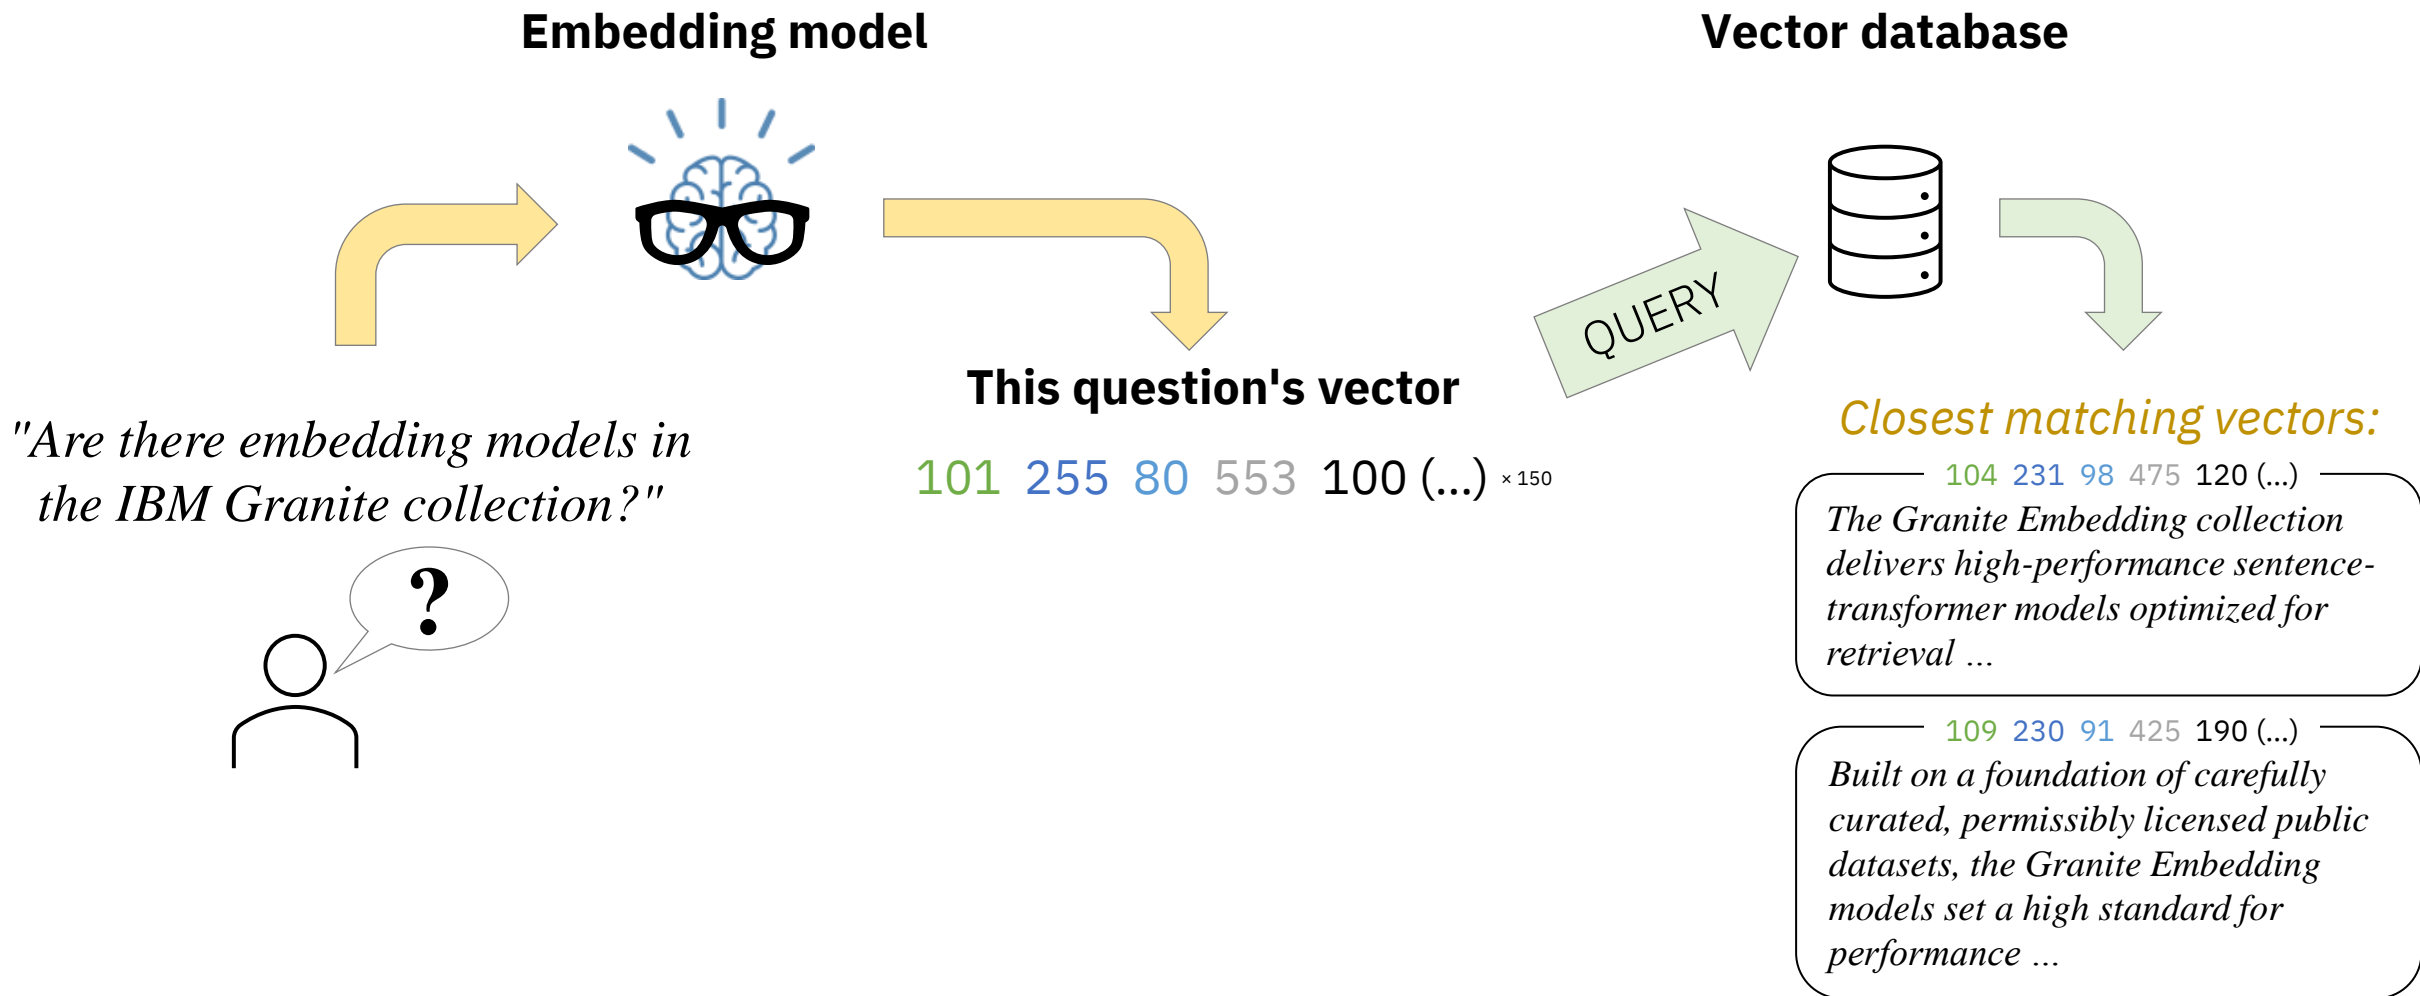 Embedding model
Vector database
QUERY
This question's vector
"Are there embedding models in
the IBM Granite collection?"
101 255 80 553 100 (...) × 150
?
Closest matching vectors:
104 231 98 475 120 (...)
The Granite Embedding collection
delivers high-performance sentence-
transformer models optimized for
retrieval ...
109 230 91 425 190 (...)
Built on a foundation of carefully
curated, permissibly licensed public
datasets, the Granite Embedding
models set a high standard for
performance ...